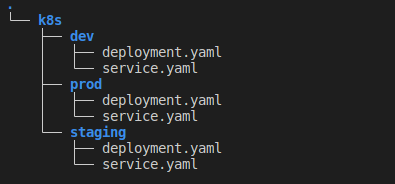 .
└── k8s
    ├── dev
    │   ├── deployment.yaml
    │   └── service.yaml
    ├── prod
    │   ├── deployment.yaml
    │   └── service.yaml
    └── staging
        ├── deployment.yaml
        └── service.yaml